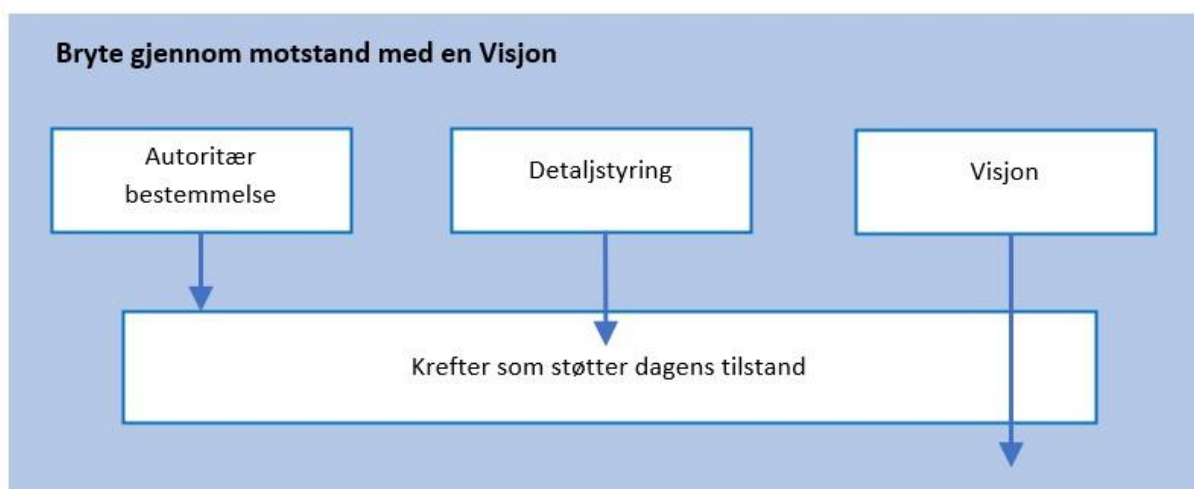 Bryte gjennom motstand med en Visjon
Autoritær
bestemmelse
Detaljstyring
Visjon
Krefter som støtter dagens tilstand